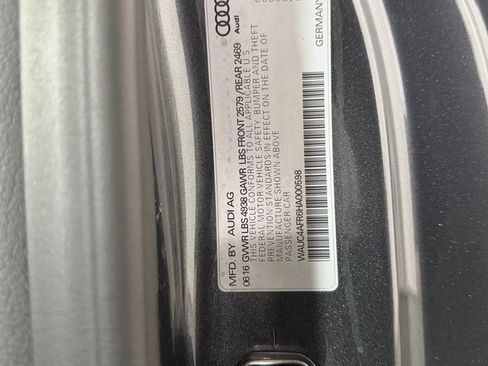 Audi
GERMANY
MFD. BY AUDI AG
06 16 GVWR LBS 4938 GAWR LBS FRONT 2579 /REAR 2469
THIS VEHICLE CONFORMS TO ALL APPLICABLE U.S.
FEDERAL MOTOR VEHICLE SAFETY, BUMPER AND THEFT
PREVENTION STANDARDS IN EFFECT ON THE DATE OF
MANUFACTURE SHOWN ABOVE
PASSENGER CAR
WAUC4AFR6HA000598